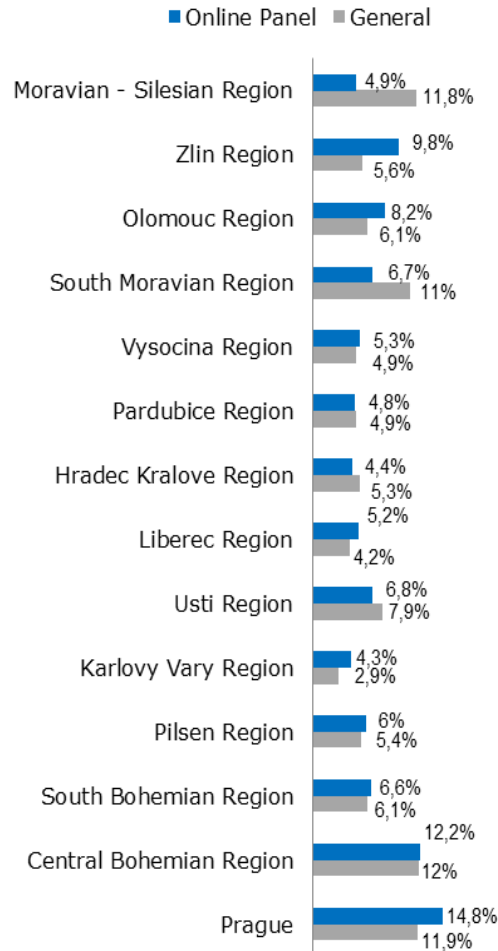 Online Panel General
Moravian - Silesian Region
4,9%
11,8%
Zlin Region
9,8%
5,6%
Olomouc Region
8,2%
6,1%
South Moravian Region
6,7%
11%
Vysocina Region
5,3%
4,9%
Pardubice Region
4,8%
4,9%
Hradec Kralove Region
4,4%
5,3%
Liberec Region
5,2%
4,2%
Usti Region
6,8%
7,9%
Karlovy Vary Region
4,3%
2,9%
Pilsen Region
6%
5,4%
South Bohemian Region
6,6%
6,1%
Central Bohemian Region
12,2%
12%
Prague
14,8%
11,9%